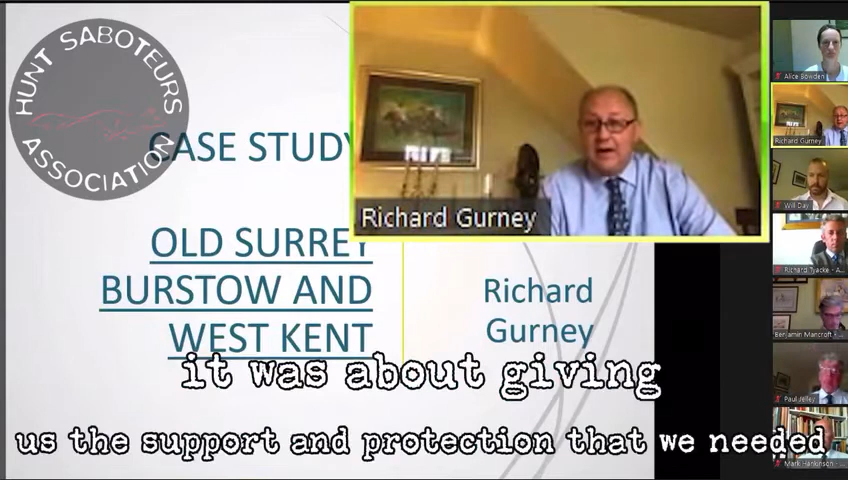 HUNT SABOTEURS
ASSOCIATION
CASE STUDY
OLD SURREY
BURSTOW AND
WEST KENT
Richard
Gurney
Richard Gurney
it was about giving
us the support and protection that we needed
Alice Bowden
Richard Gurney
Will Day
Richard Tyacke - A...
Benjamin Mancroft - ...
Paul Jelley
Mark Hankinson - ...